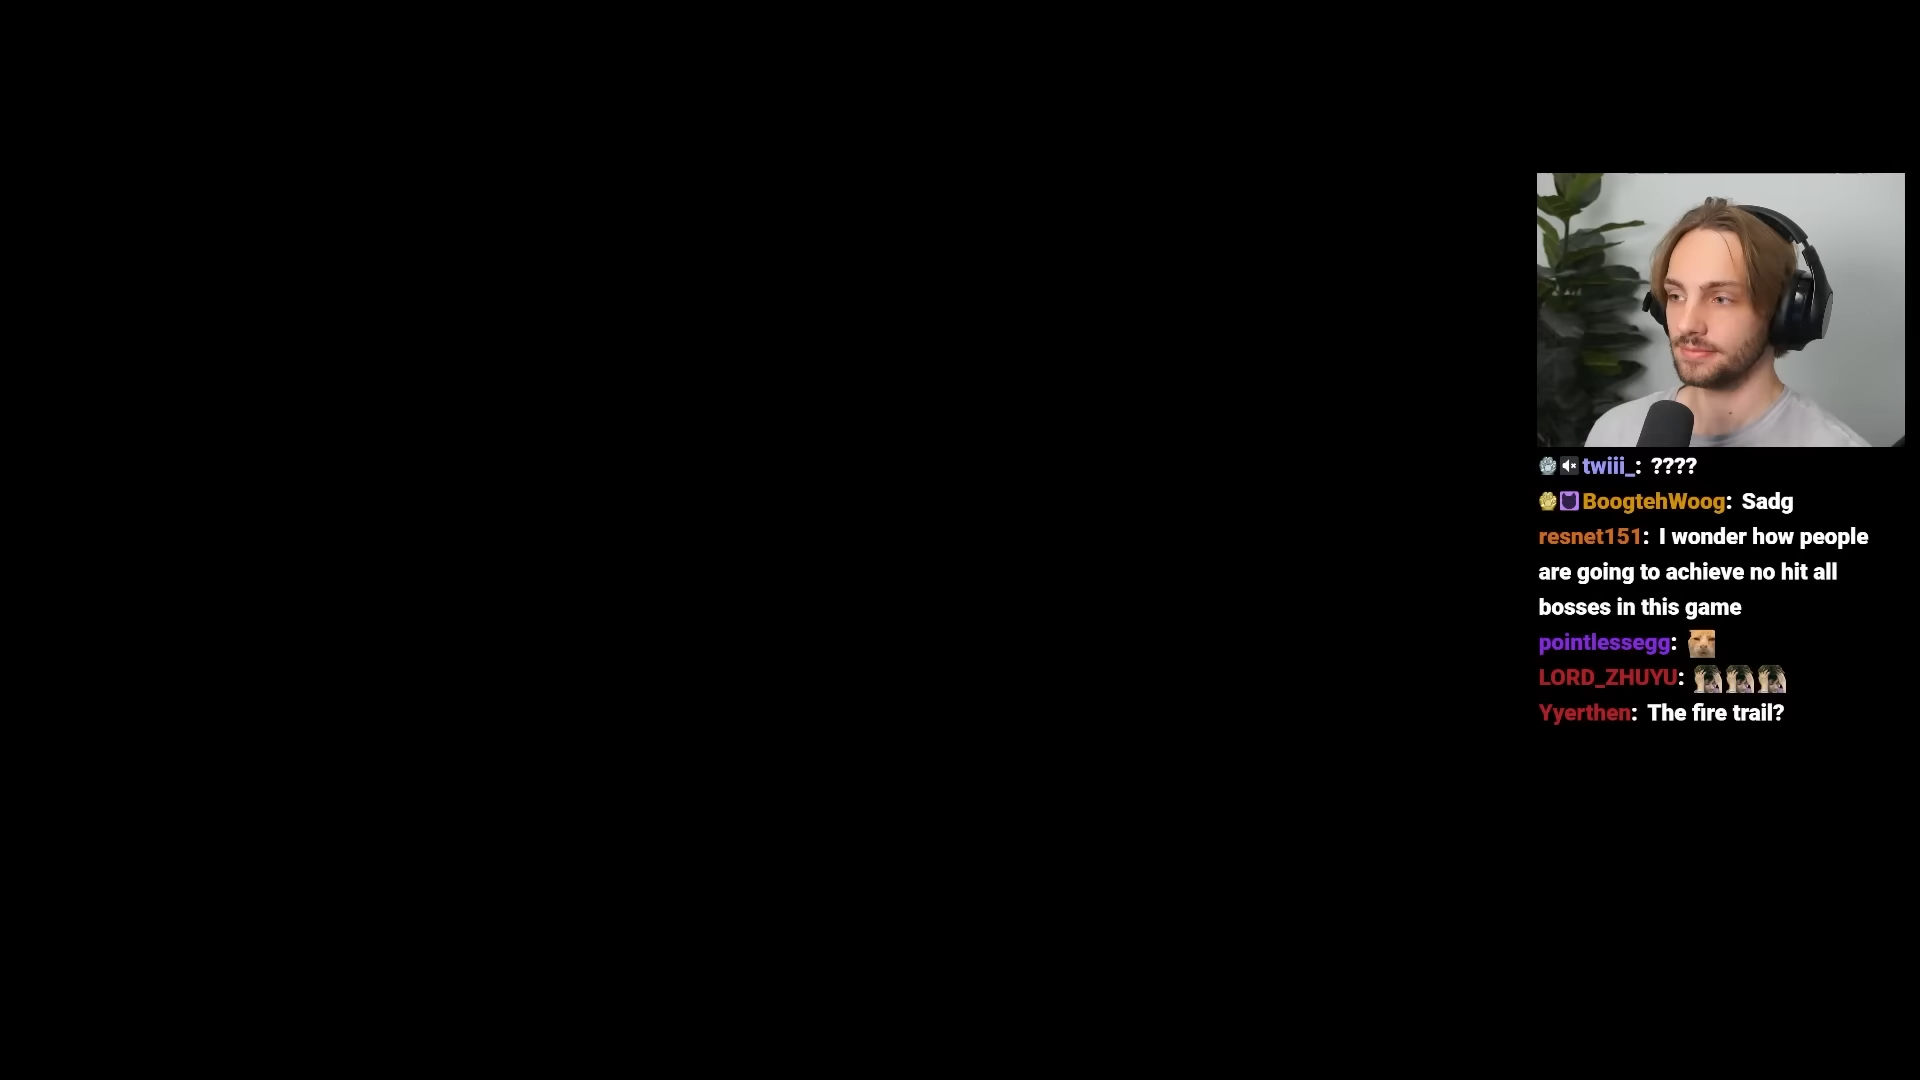 twiii_: ????
BoogtehWoog: Sadg
resnet151: I wonder how people
are going to achieve no hit all
bosses in this game
pointlessegg:
LORD_ZHUYU:
Yyerthen: The fire trail?